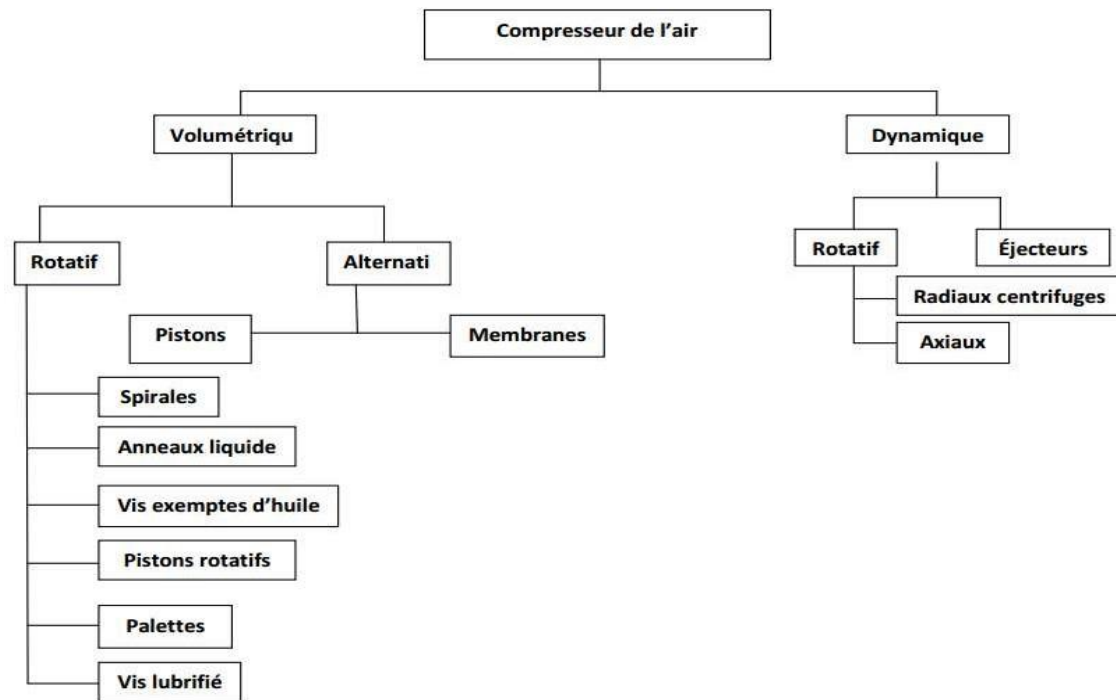 Compresseur de l’air
Volumétriqu
Dynamique
Rotatif
Alternati
Rotatif
Éjecteurs
Radiaux centrifuges
Pistons
Membranes
Axiaux
Spirales
Anneaux liquide
Vis exemptes d’huile
Pistons rotatifs
Palettes
Vis lubrifié